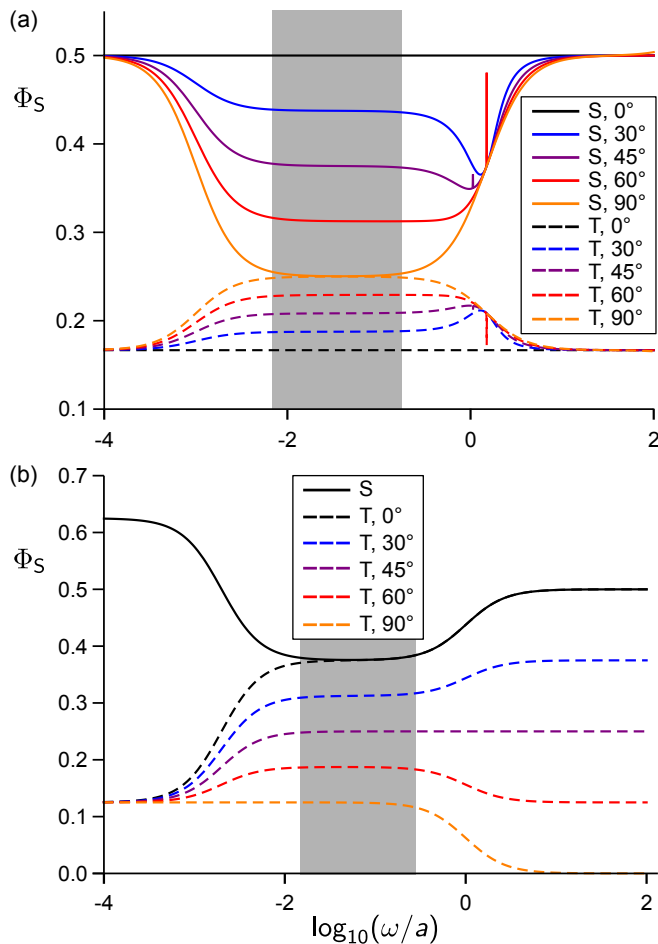 (a)
0.5
Φ_S
0.4
0.3
0.2
0.1
-4
-2
0
2
S, 0°
S, 30°
S, 45°
S, 60°
S, 90°
T, 0°
T, 30°
T, 45°
T, 60°
T, 90°
(b)
0.7
0.6
Φ_S
0.5
0.4
0.3
0.2
0.1
0.0
-4
-2
0
2
S
T, 0°
T, 30°
T, 45°
T, 60°
T, 90°
log₁₀(ω/a)